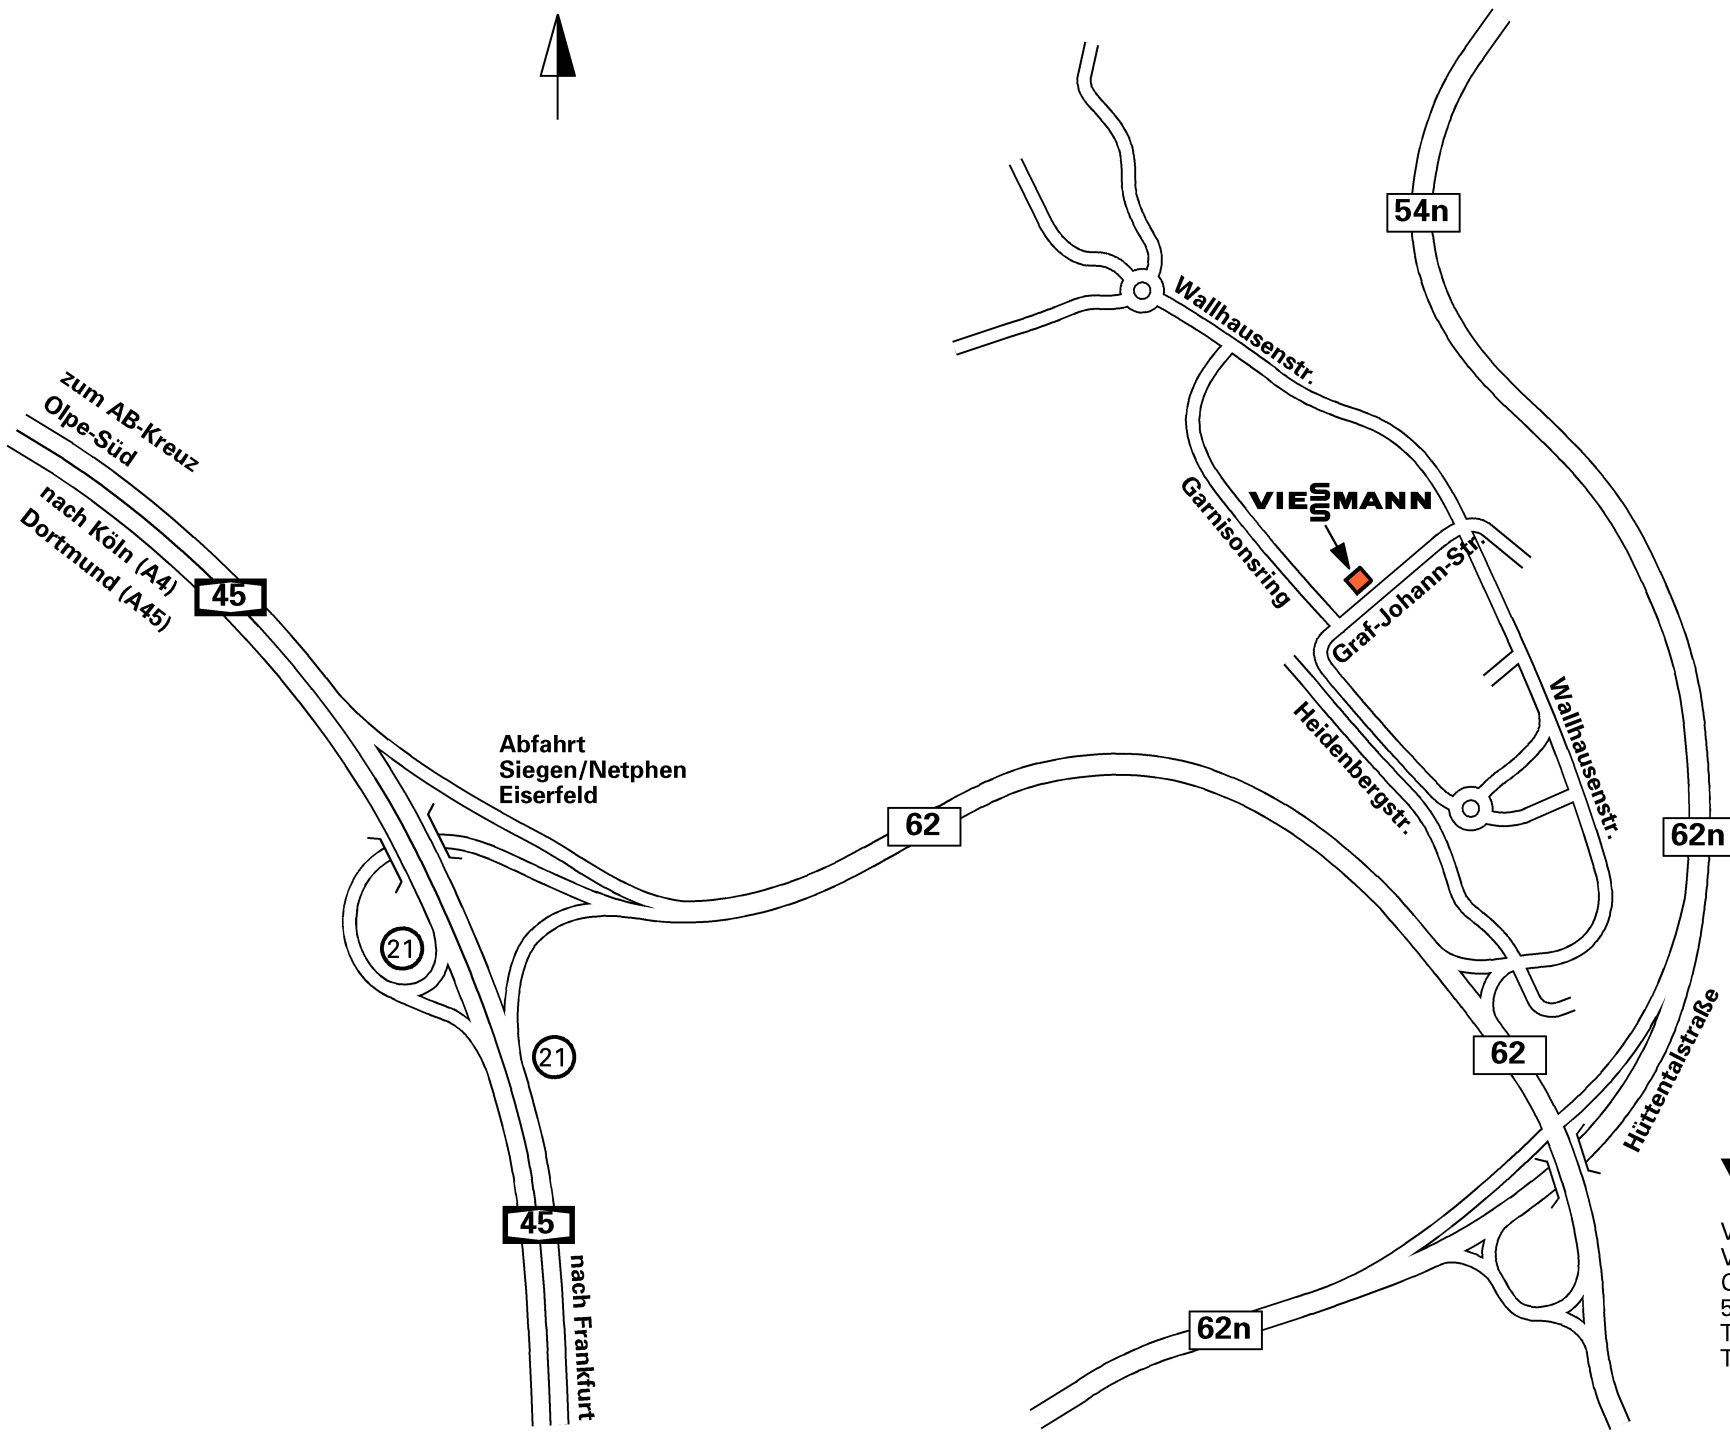 54n
Wallhausenstr.
zum AB-Kreuz
Olpe-Süd
nach Köln (A4)
Dortmund (A45)
45
Garnisonsring
VIESSMANN
Graf-Johann-Str.
Heidenbergstr.
Wallhausenstr.
Abfahrt
Siegen/Netphen
Eiserfeld
62
62n
21
21
62
Hüttentalstraße
45
nach Frankfurt
62n
V
V
5
T
T